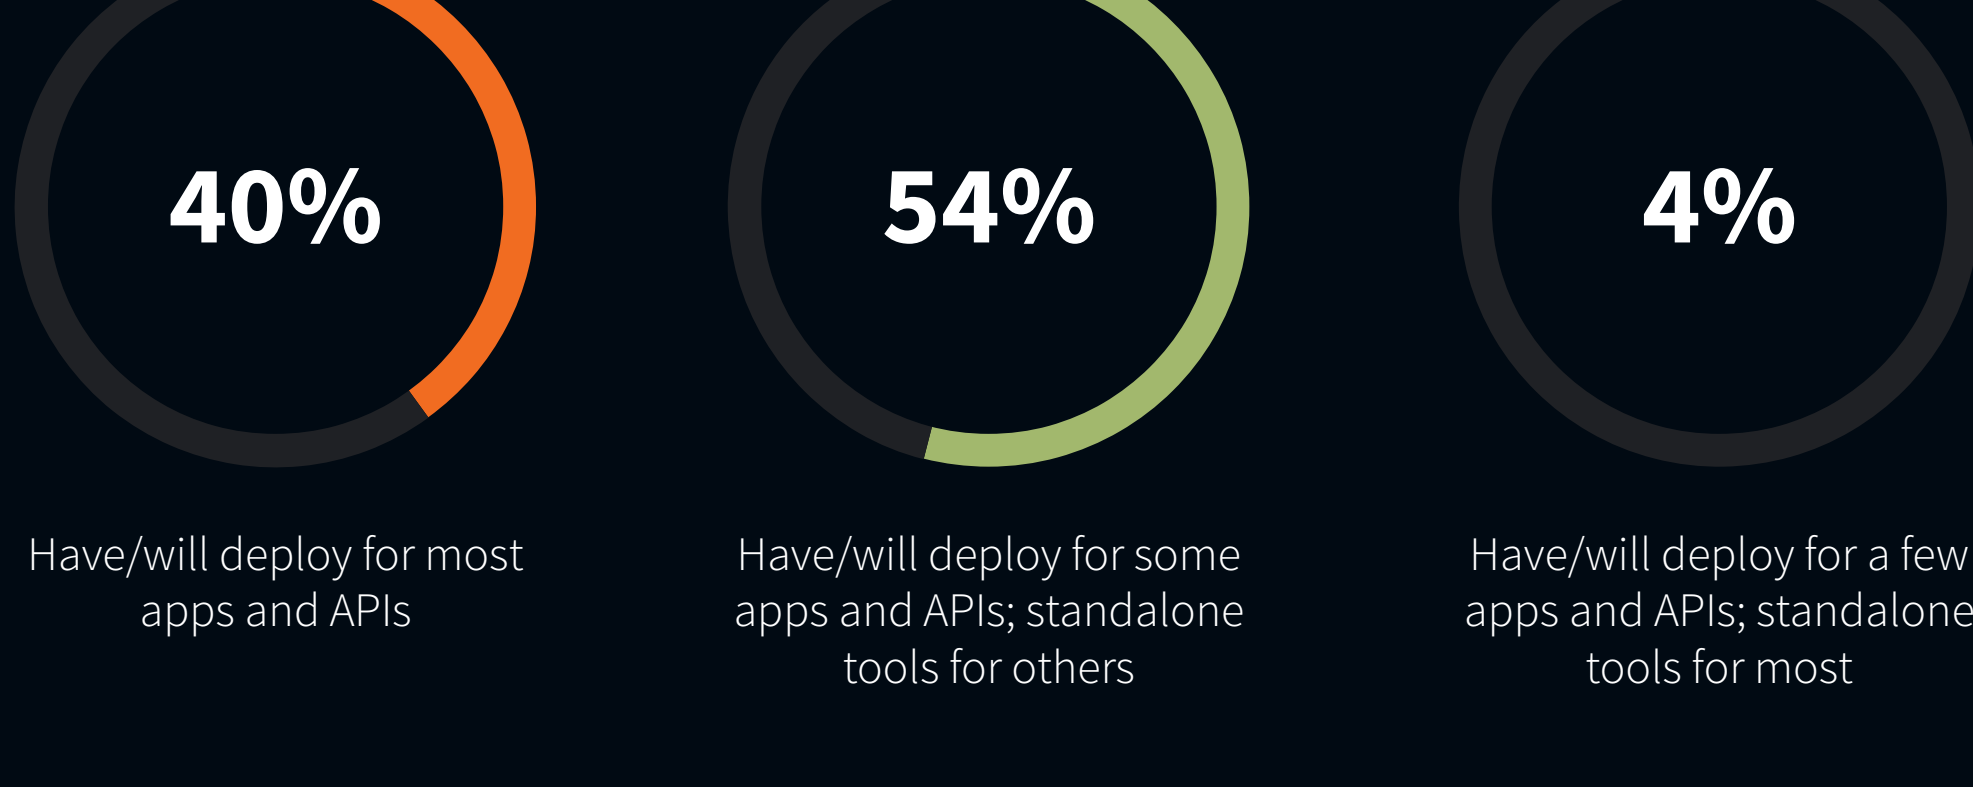 40%
54%
4%
Have/will deploy for most
apps and APIs
Have/will deploy for some
apps and APIs; standalone
tools for others
Have/will deploy for a few
apps and APIs; standalone
tools for most